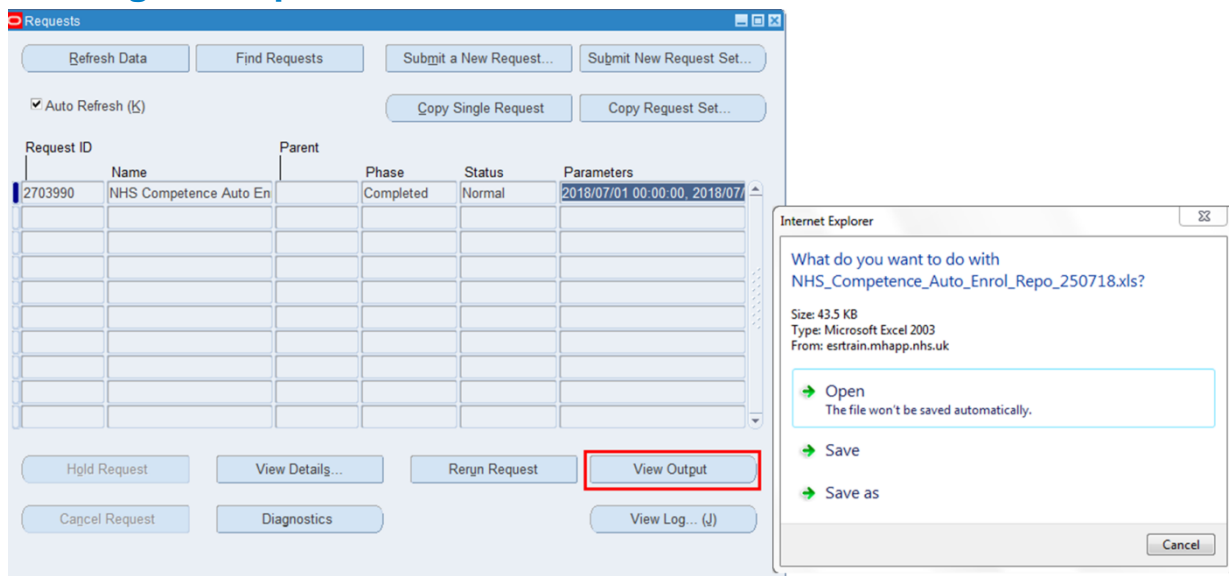 Requests
Refresh Data
Find Requests
Submit a New Request...
Submit New Request Set...
Auto Refresh (K)
Copy Single Request
Copy Request Set...
Request ID
Parent
Name
Phase
Status
Parameters
2703990
NHS Competence Auto En
Completed
Normal
2018/07/01 00:00:00, 2018/07/
Hold Request
View Details...
Rerun Request
View Output
Cancel Request
Diagnostics
View Log... (J)
Internet Explorer
What do you want to do with
NHS_Competence_Auto_Enrol_Repo_250718.xls?
Size: 43.5 KB
Type: Microsoft Excel 2003
From: esrtrain.mhapp.nhs.uk
Open
The file won't be saved automatically.
Save
Save as
Cancel